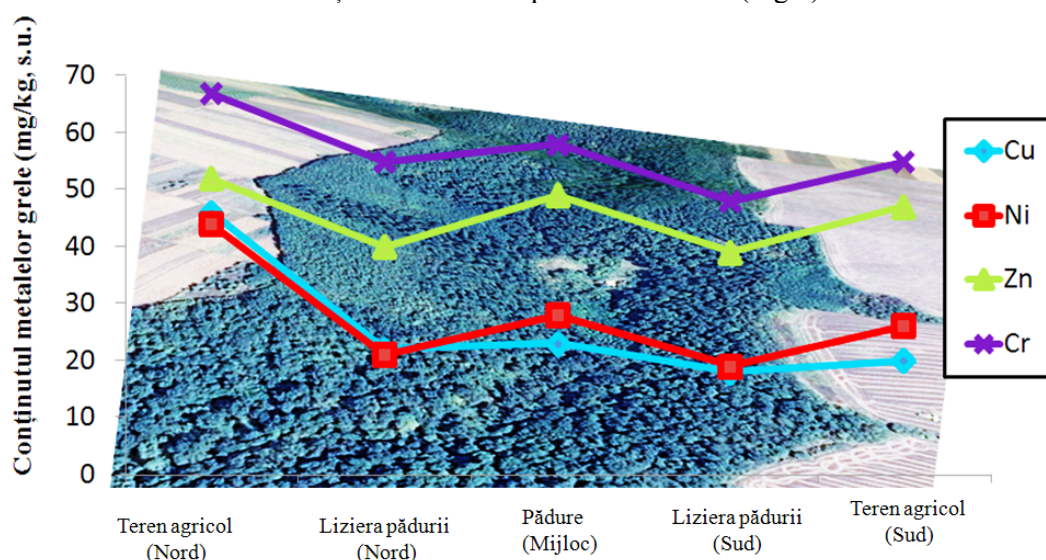 Conținutul metalelor grele (mg/kg, s.u.)
70
60
50
40
30
20
10
0
Teren agricol
(Nord)
Liziera pădurii
(Nord)
Pădure
(Mijloc)
Liziera pădurii
(Sud)
Teren agricol
(Sud)
Cu
Ni
Zn
Cr